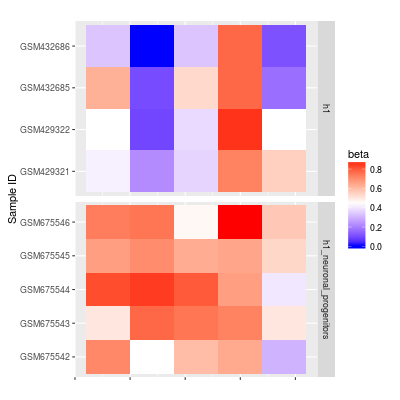 GSM432686
GSM432685
GSM429322
GSM429321
h1
GSM675546
GSM675545
GSM675544
GSM675543
GSM675542
h1_neuronal_progenitors
Sample ID
beta
0.8
0.6
0.4
0.2
0.0